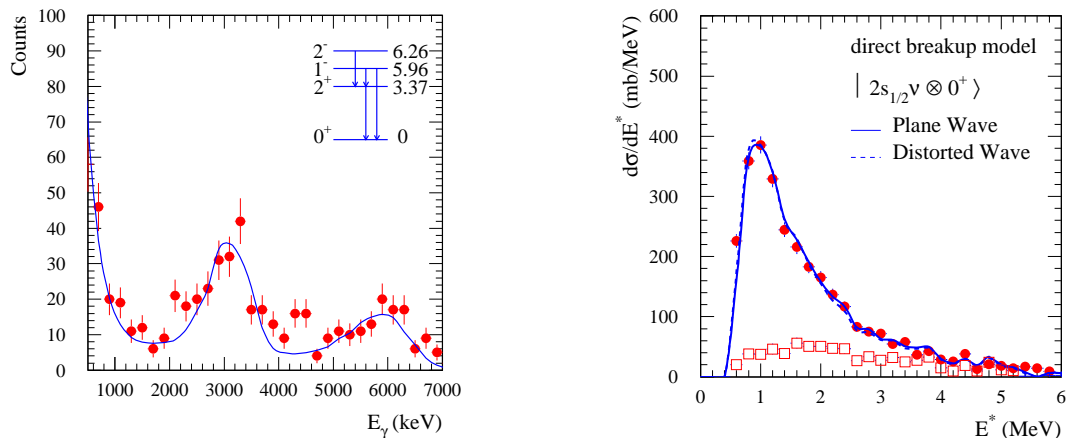 Counts
100
90
80
70
60
50
40
30
20
10
0
1000 2000 3000 4000 5000 6000 7000
E_γ (keV)
2⁻ 6.26
1⁻ 5.96
2⁺ 3.37
0⁺ 0
dσ/dE* (mb/MeV)
600
500
400
300
200
100
0
0 1 2 3 4 5 6
E* (MeV)
direct breakup model
| 2s_{1/2}ν ⊗ 0⁺ ⟩
Plane Wave
Distorted Wave